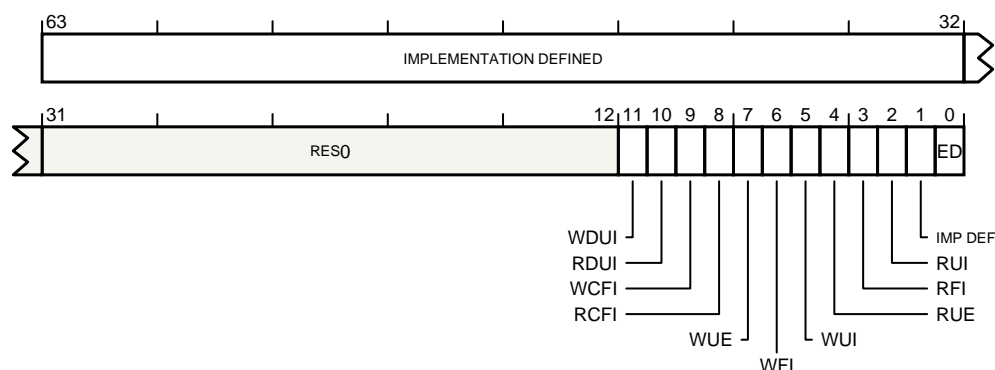 63 32
IMPLEMENTATION DEFINED
31 12 11 10 9 8 7 6 5 4 3 2 1 0
RES0 ED
WDUI IMP DEF
RDUI RUI
WCFI RFI
RCFI RUE
WUE WUI
WFI